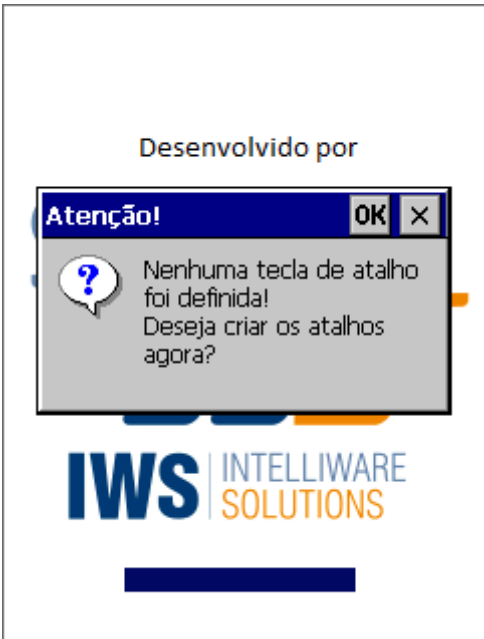 Desenvolvido por
Atenção!
OK
Nenhuma tecla de atalho
foi definida!
Deseja criar os atalhos
agora?
IWS
INTELLIWARE
SOLUTIONS